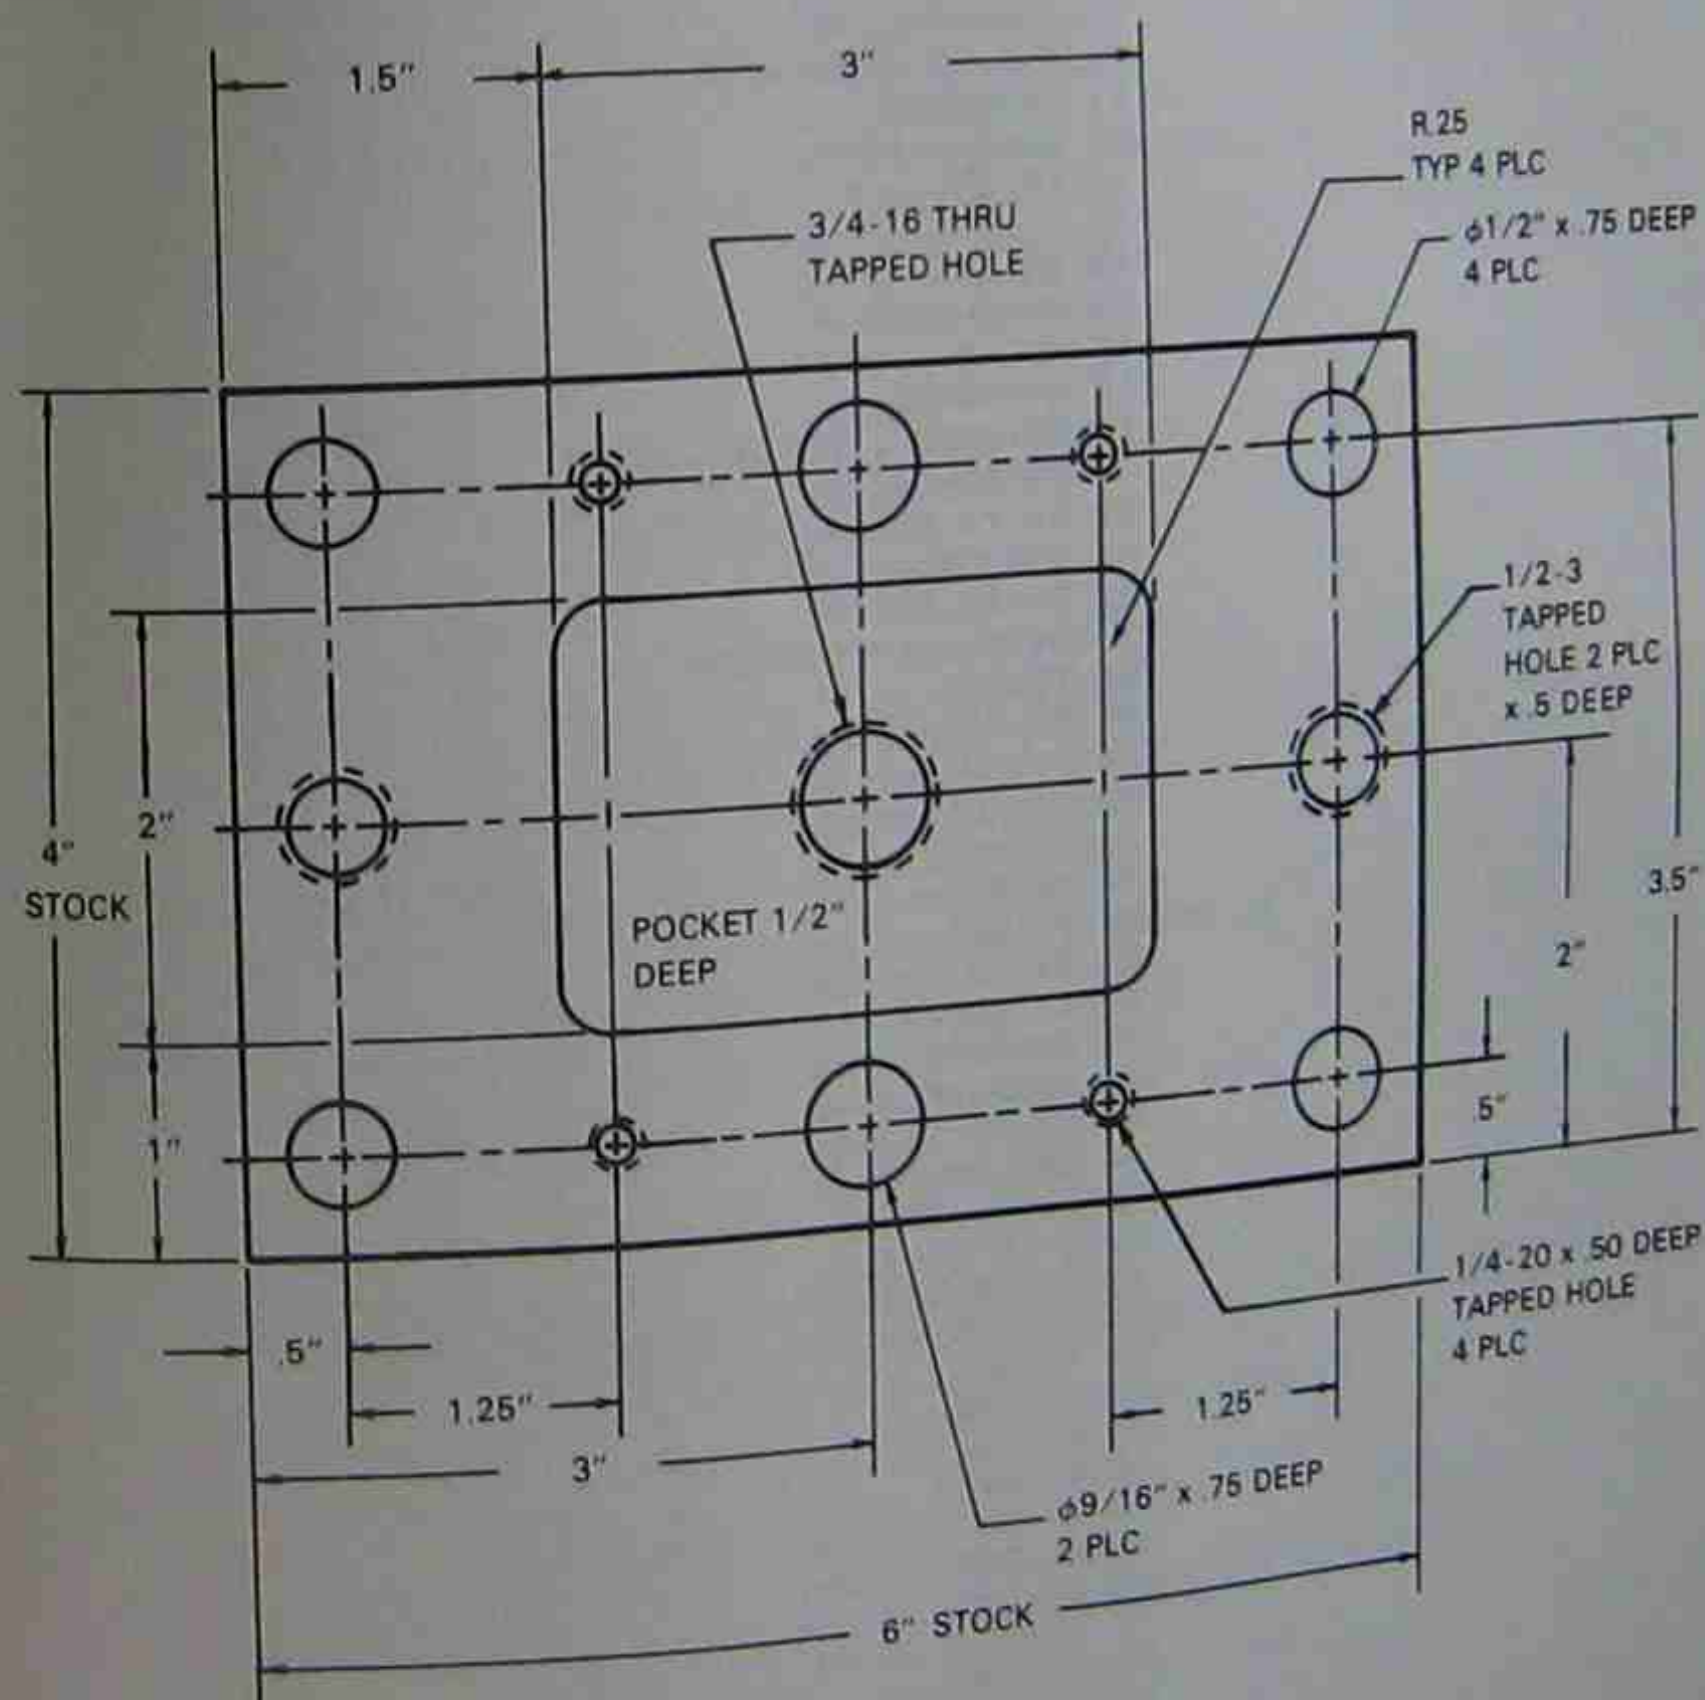 1.5"
3"
R.25
TYP 4 PLC
⌀1/2" x .75 DEEP
4 PLC
3/4-16 THRU
TAPPED HOLE
1/2-3
TAPPED
HOLE 2 PLC
x .5 DEEP
2"
4"
STOCK
3.5"
POCKET 1/2"
DEEP
2"
1"
.5"
1/4-20 x .50 DEEP
TAPPED HOLE
4 PLC
.5"
1.25"
1.25"
3"
⌀9/16" x .75 DEEP
2 PLC
6" STOCK